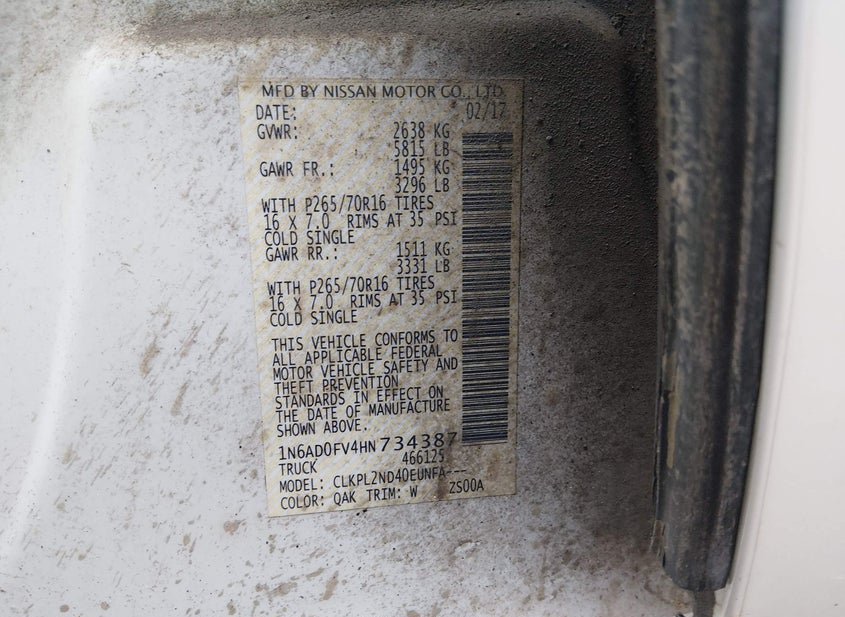 MFD BY NISSAN MOTOR CO., LTD.
DATE: 02/17
GVWR: 2638 KG
5815 LB
GAWR FR.: 1495 KG
3296 LB
WITH P265/70R16 TIRES
16 X 7.0 RIMS AT 35 PSI
COLD SINGLE
GAWR RR.: 1511 KG
3331 LB
WITH P265/70R16 TIRES
16 X 7.0 RIMS AT 35 PSI
COLD SINGLE
THIS VEHICLE CONFORMS TO
ALL APPLICABLE FEDERAL
MOTOR VEHICLE SAFETY AND
THEFT PREVENTION
STANDARDS IN EFFECT ON
THE DATE OF MANUFACTURE
SHOWN ABOVE.
1N6AD0FV4HN734387
TRUCK 466125
MODEL: CLKPL2ND40EUNFA---
COLOR: QAK TRIM: W ZS00A